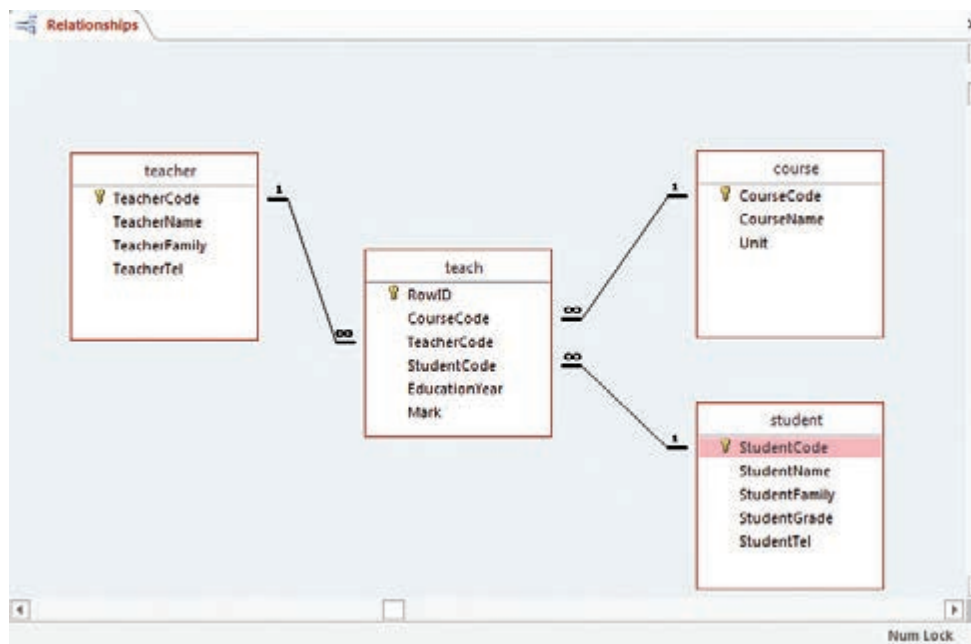 Relationships
teacher
TeacherCode
TeacherName
TeacherFamily
TeacherTel
1
∞
teach
RowID
CourseCode
TeacherCode
StudentCode
EducationYear
Mark
∞
1
course
CourseCode
CourseName
Unit
∞
1
student
StudentCode
StudentName
StudentFamily
StudentGrade
StudentTel
Num Lock